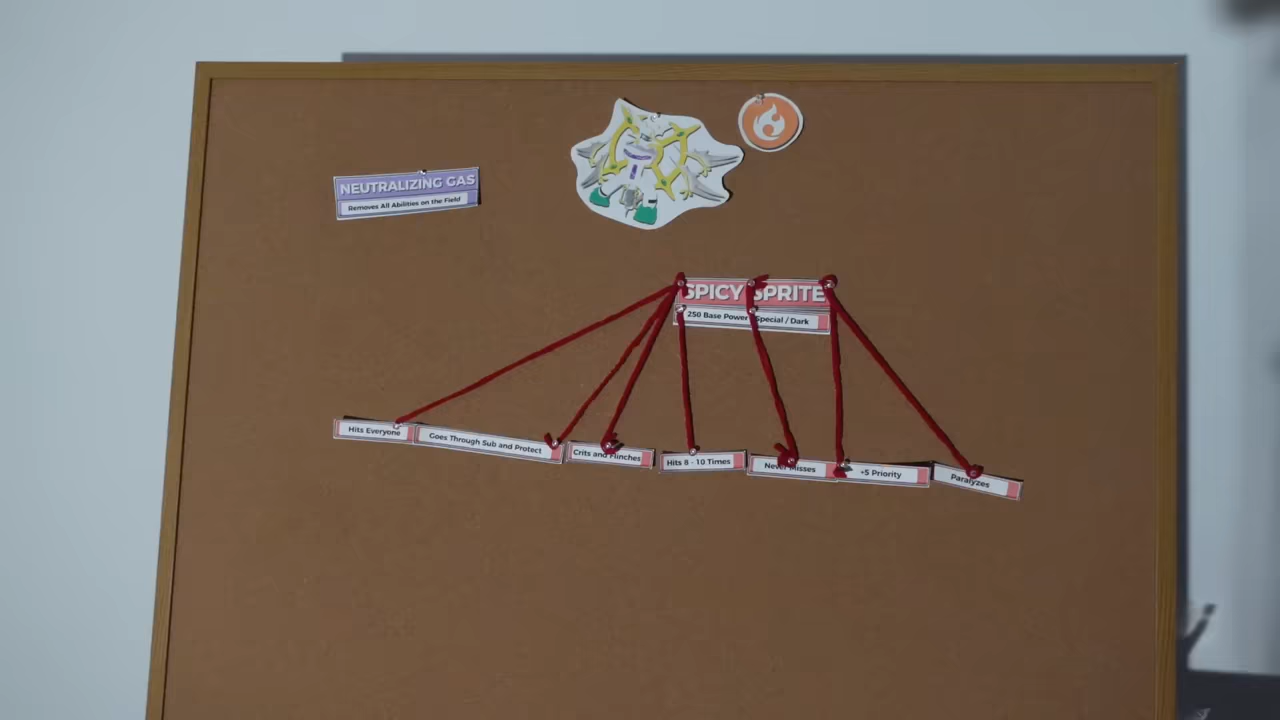 NEUTRALIZING GAS
Removes All Abilities on the Field
SPICY SPRITE
250 Base Power Special / Dark
Hits Everyone
Goes Through Sub and Protect
Crits and Flinches
Hits 8 - 10 Times
Never Misses
+5 Priority
Paralyzes